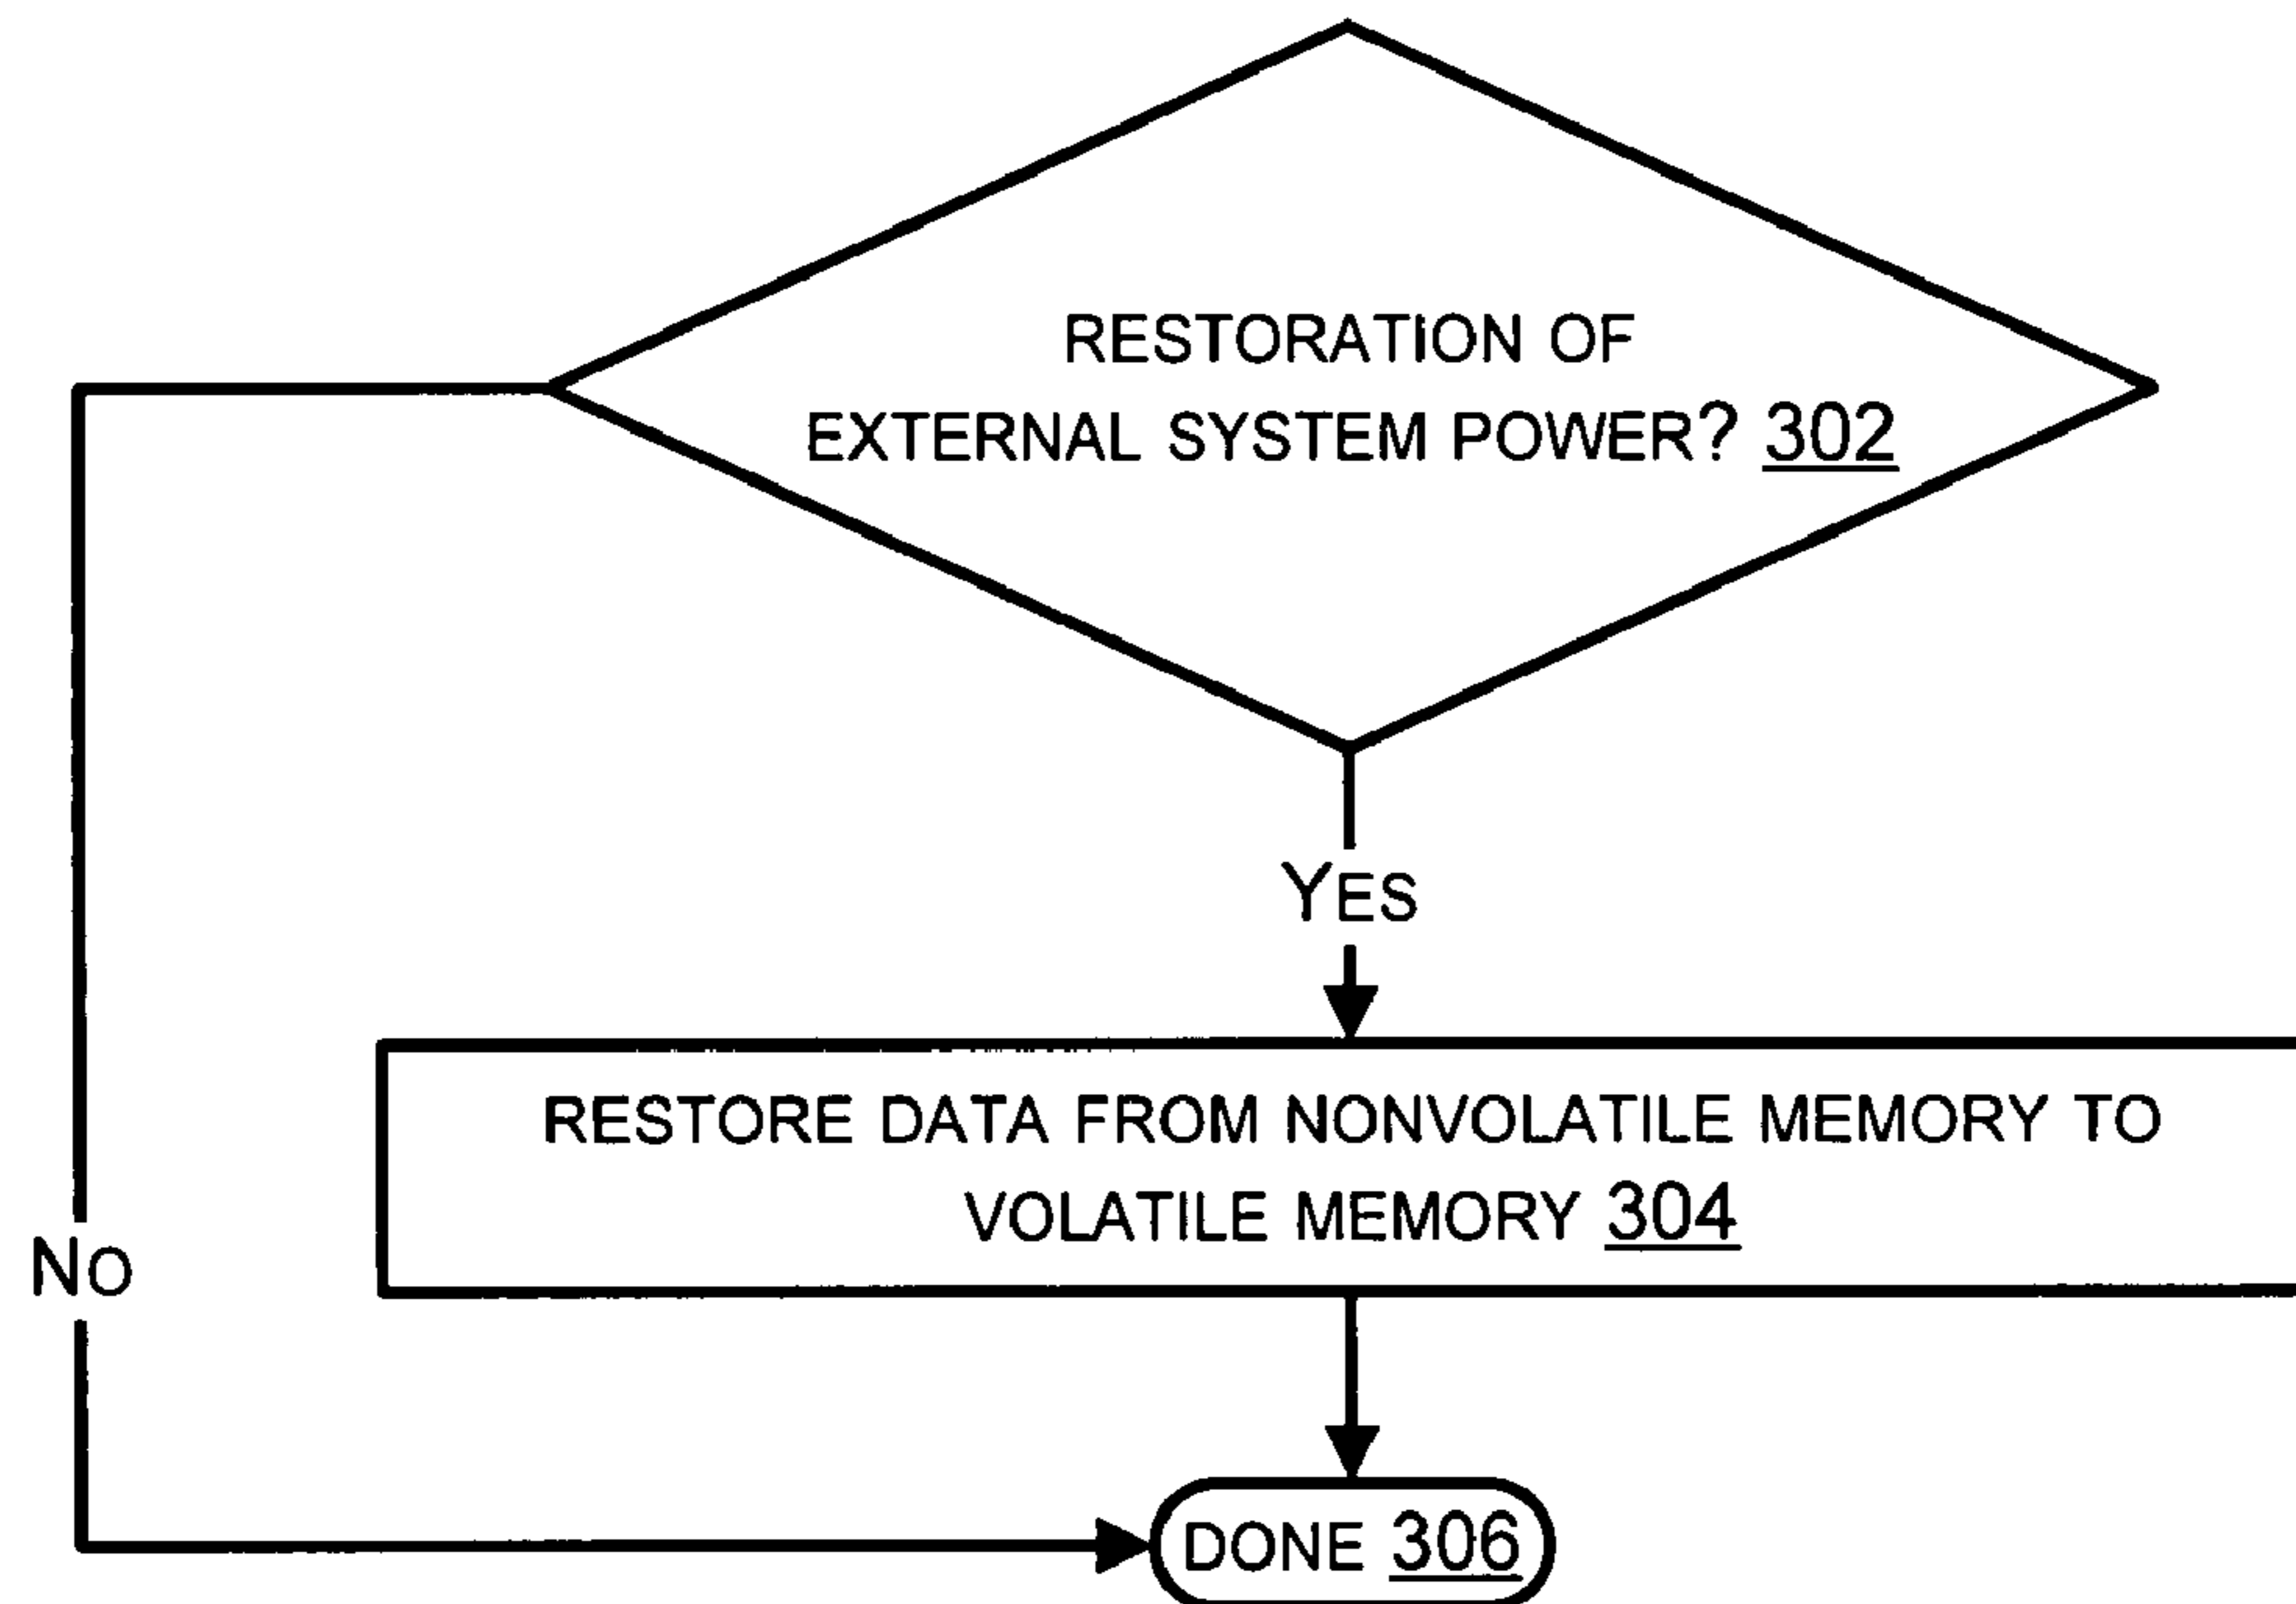 RESTORATION OF
EXTERNAL SYSTEM POWER? 302
YES
RESTORE DATA FROM NONVOLATILE MEMORY TO
VOLATILE MEMORY 304
NO
DONE 306